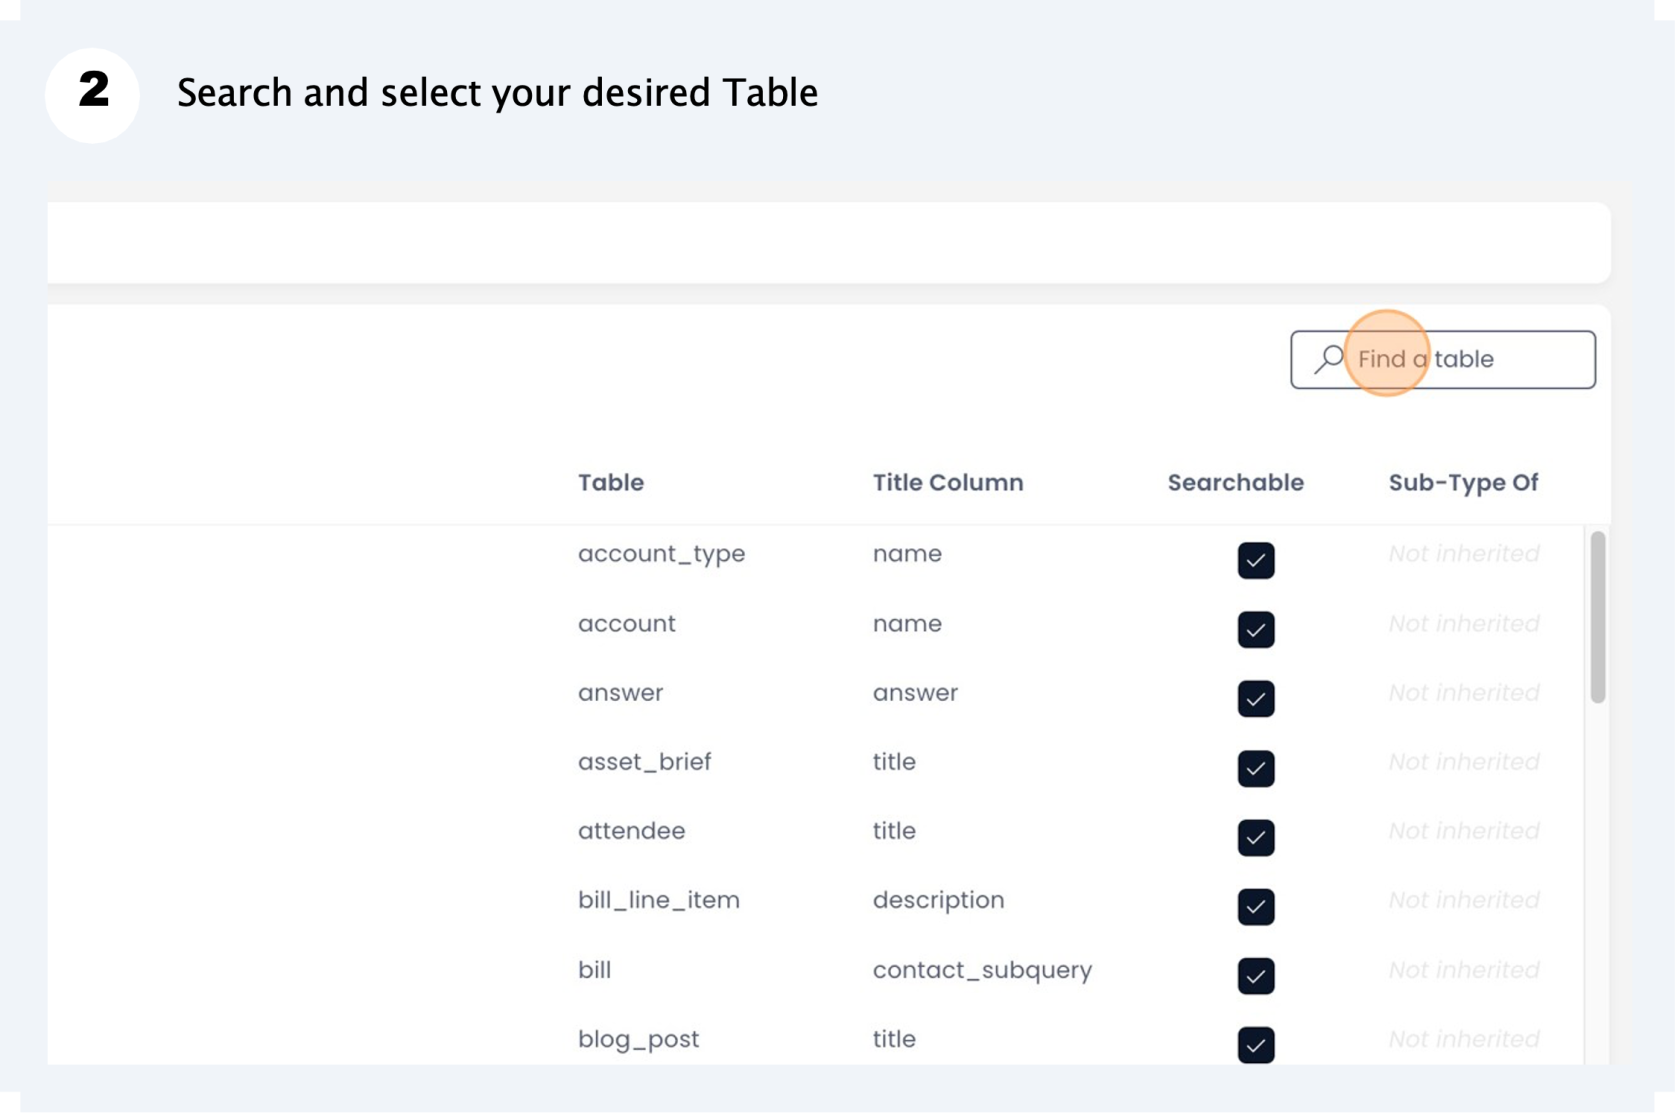 2 Search and select your desired Table
Find a table
Table Title Column Searchable Sub-Type Of
account_type name Not inherited
account name Not inherited
answer answer Not inherited
asset_brief title Not inherited
attendee title Not inherited
bill_line_item description Not inherited
bill contact_subquery Not inherited
blog_post title Not inherited